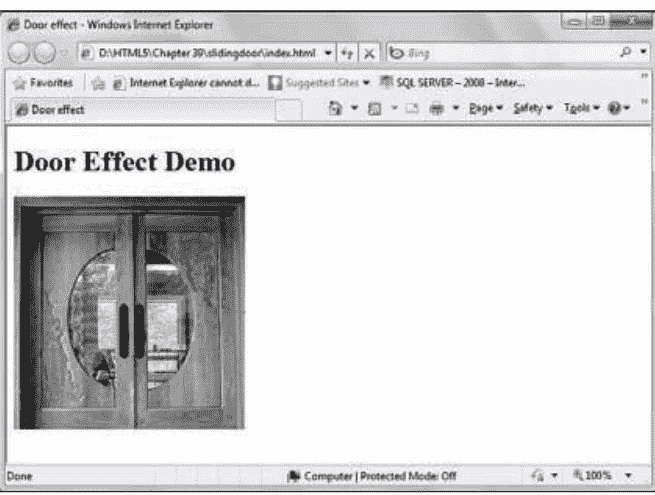 Door effect - Windows Internet Explorer
D:\HTML5\Chapter 39\slidingdoor\index.html
Bing
Favorites
Internet Explorer cannot d...
Suggested Sites
SQL SERVER – 2008 – Inter...
Door effect
Page
Safety
Tools
Door Effect Demo
Done
Computer | Protected Mode: Off
100%